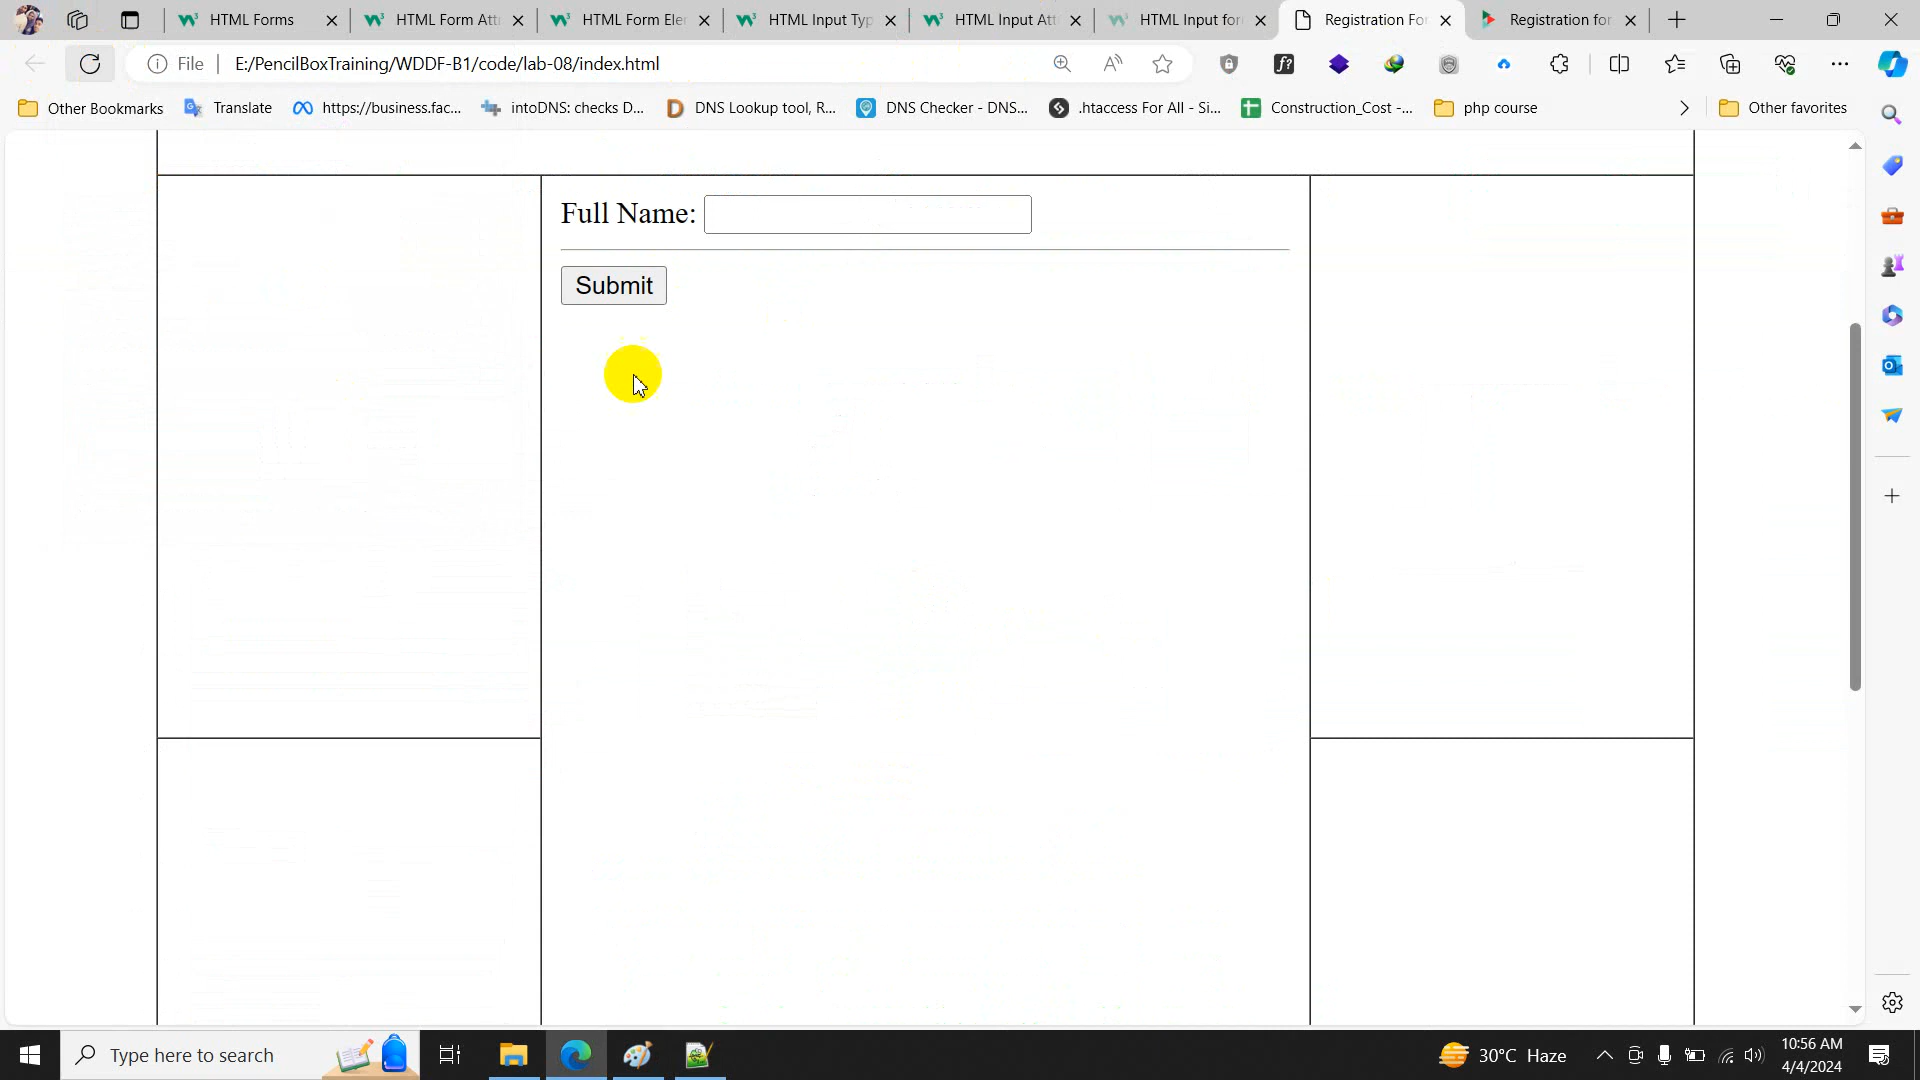 HTML Forms
HTML Form Att
HTML Form Ele
HTML Input Typ
HTML Input Att
HTML Input for
Registration Fo
Registration for
File
E:/PencilBoxTraining/WDDF-B1/code/lab-08/index.html
Other Bookmarks
Translate
https://business.fac...
intoDNS: checks D...
DNS Lookup tool, R...
DNS Checker - DNS...
.htaccess For All - Si...
Construction_Cost -...
php course
Other favorites
Full Name:
Submit
Type here to search
30°C Haze
10:56 AM
4/4/2024